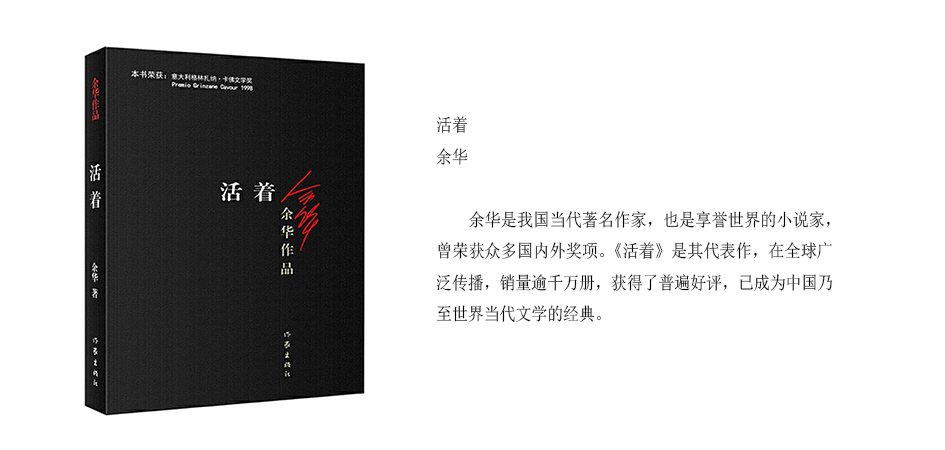 本书荣获：意大利格林扎纳·卡佛文学奖
Premio Grinzane Cavour 1998
余华作品
活着
余华 著
作家出版社
活着
余华
余华作品
作家出版社
活着
余华
余华是我国当代著名作家，也是享誉世界的小说家，
曾荣获众多国内外奖项。《活着》是其代表作，在全球广
泛传播，销量逾千万册，获得了普遍好评，已成为中国乃
至世界当代文学的经典。